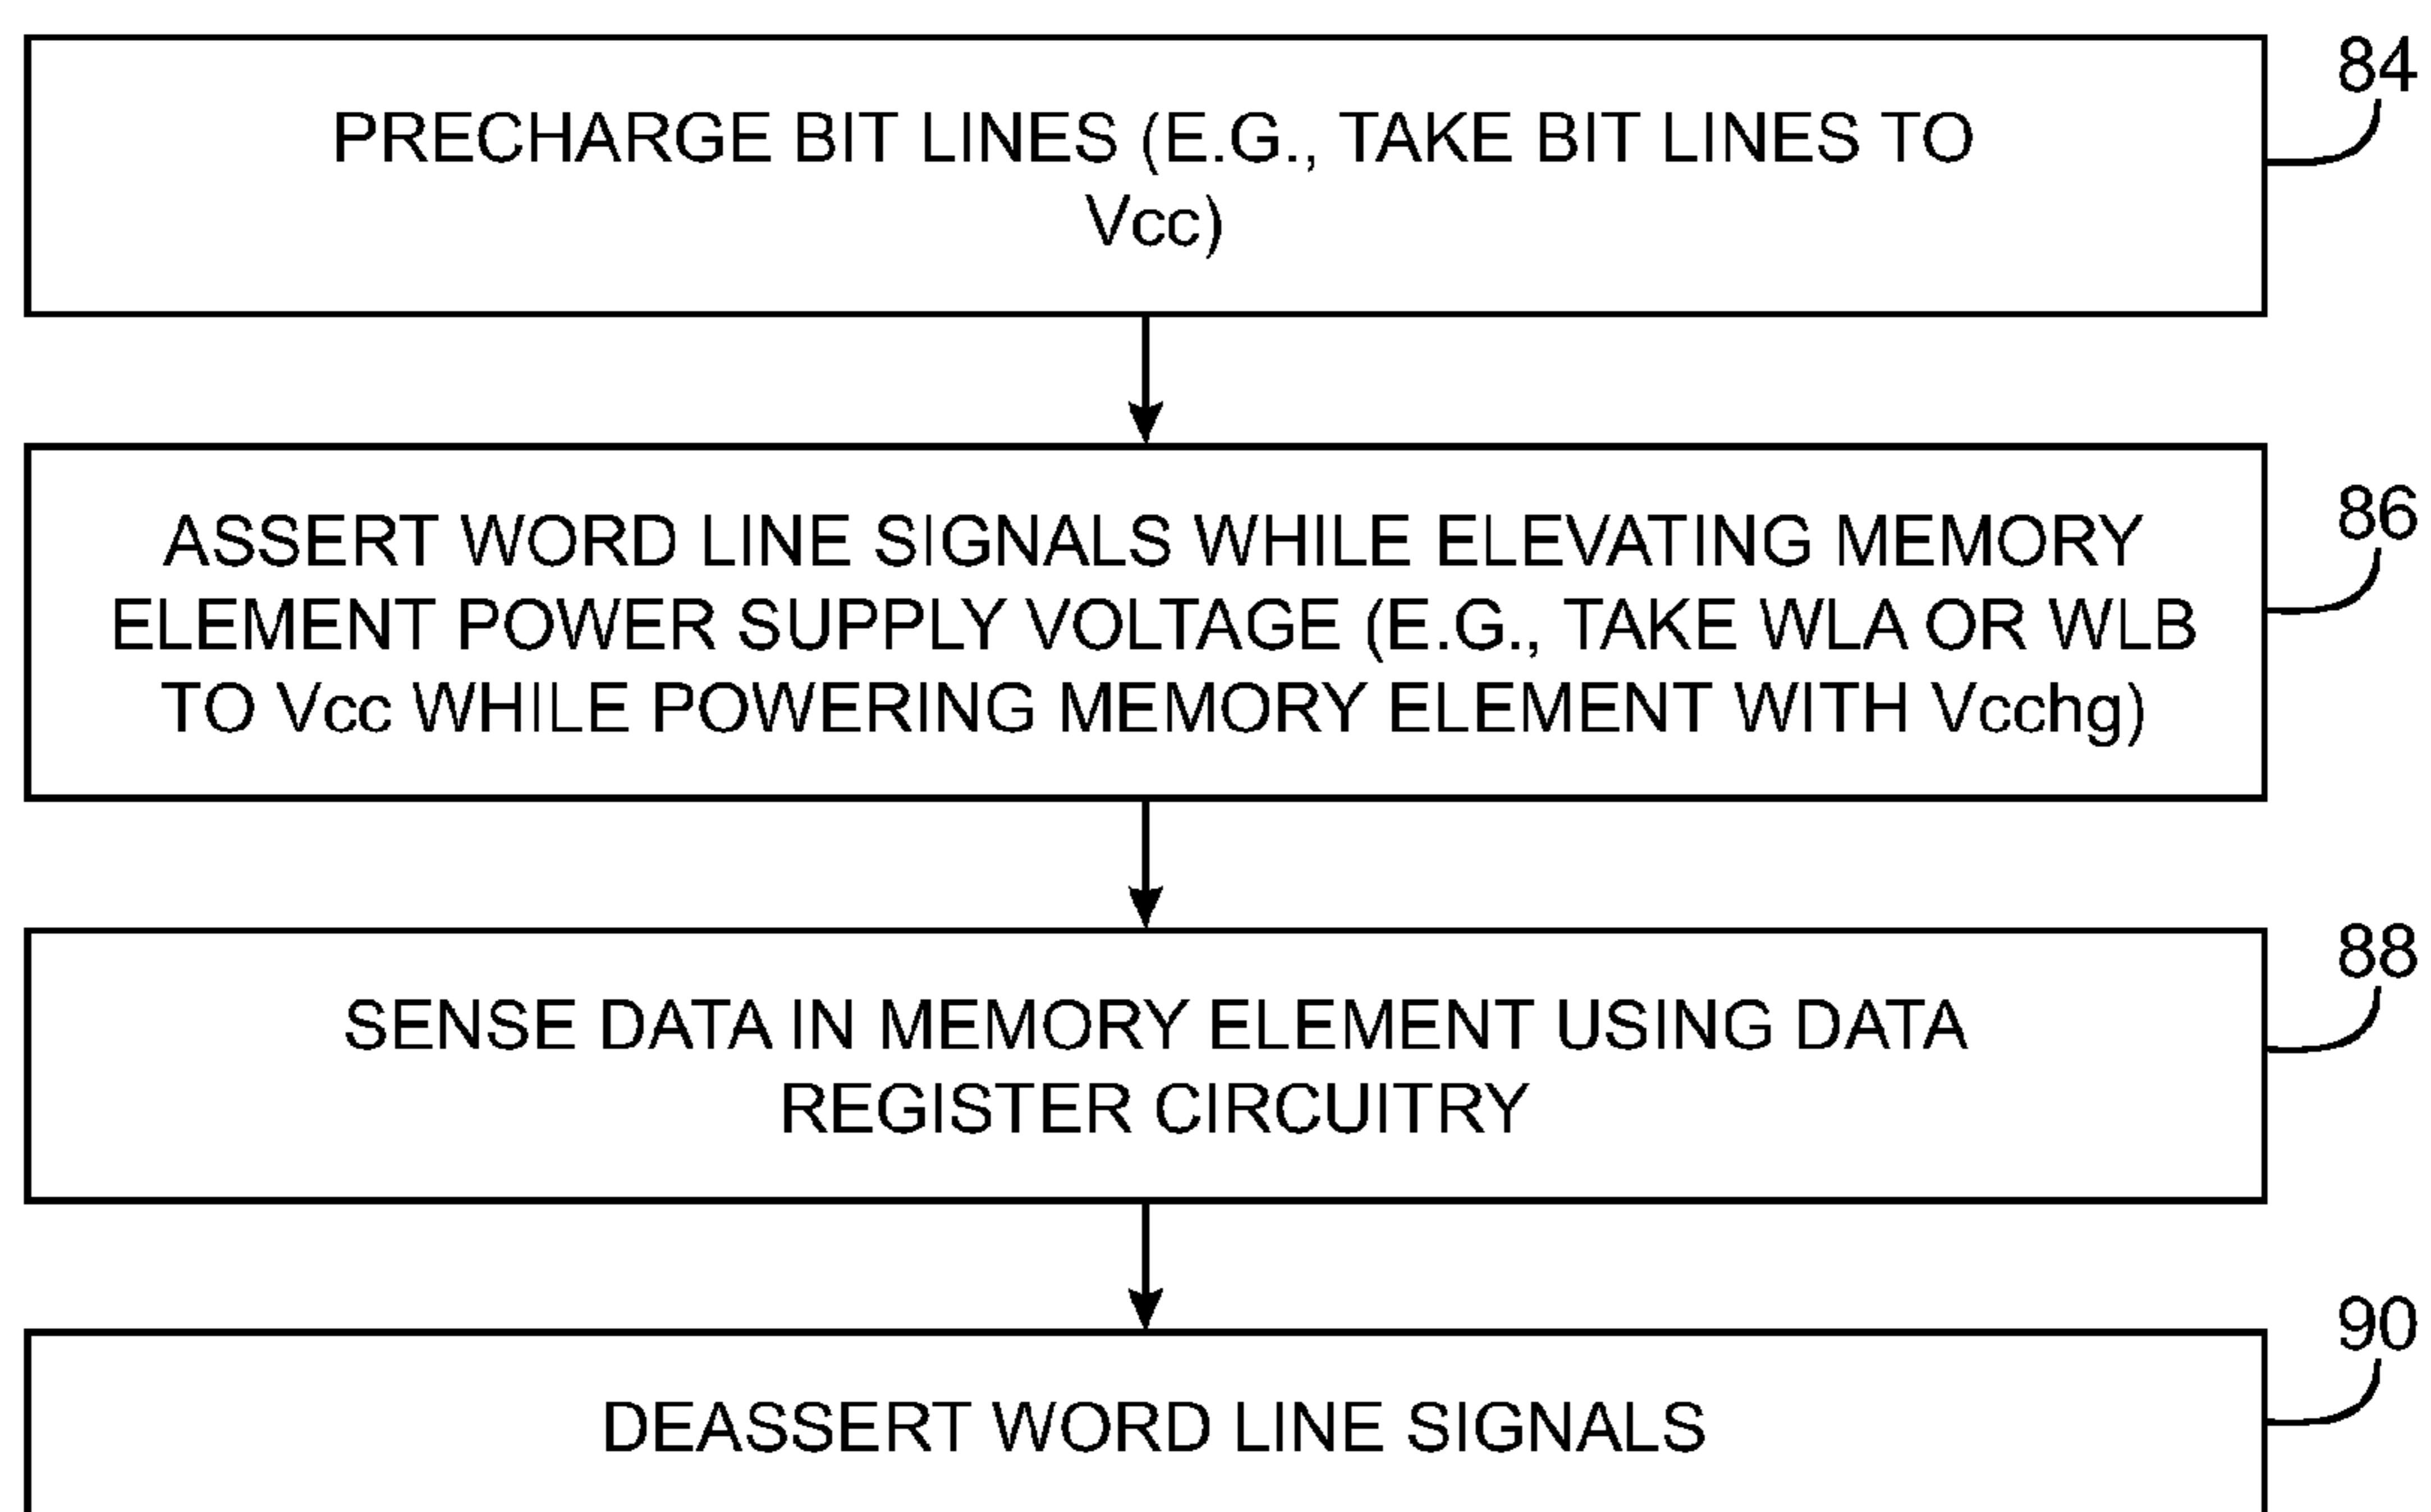 84
PRECHARGE BIT LINES (E.G., TAKE BIT LINES TO
Vcc)
86
ASSERT WORD LINE SIGNALS WHILE ELEVATING MEMORY
ELEMENT POWER SUPPLY VOLTAGE (E.G., TAKE WLA OR WLB
TO Vcc WHILE POWERING MEMORY ELEMENT WITH Vcchg)
88
SENSE DATA IN MEMORY ELEMENT USING DATA
REGISTER CIRCUITRY
90
DEASSERT WORD LINE SIGNALS